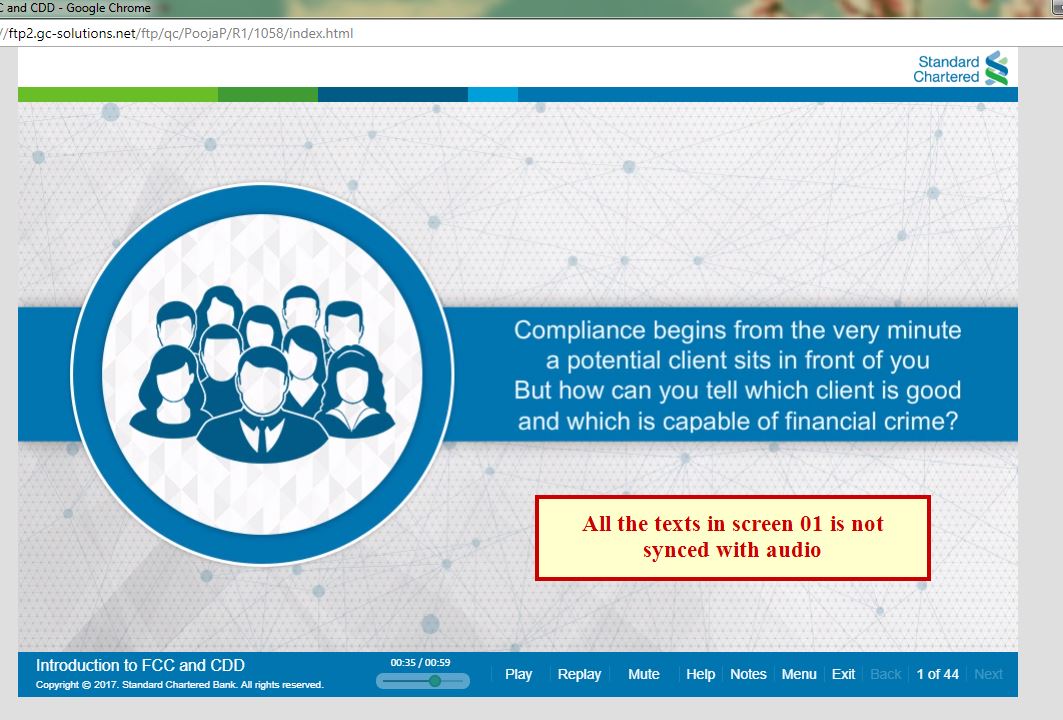 C and CDD - Google Chrome
//ftp2.gc-solutions.net/ftp/qc/PoojaP/R1/1058/index.html
Standard
Chartered
Compliance begins from the very minute
a potential client sits in front of you
But how can you tell which client is good
and which is capable of financial crime?
All the texts in screen 01 is not
synced with audio
Introduction to FCC and CDD
Copyright © 2017. Standard Chartered Bank. All rights reserved.
00:35 / 00:59
Play Replay Mute Help Notes Menu Exit Back 1 of 44 Next